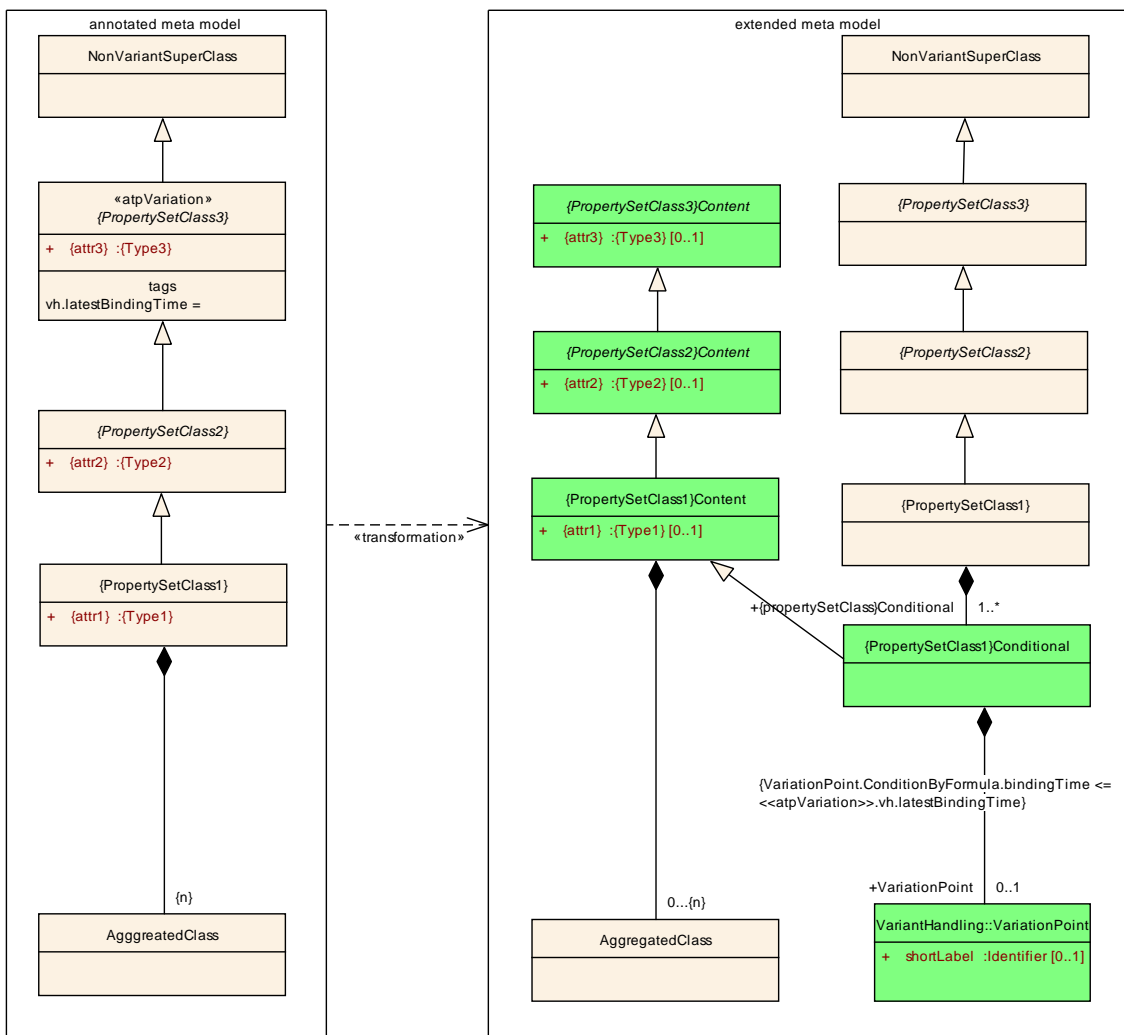 annotated meta model
NonVariantSuperClass
«atpVariation»
{PropertySetClass3}
+ {attr3} :{Type3}
tags
vh.latestBindingTime =
{PropertySetClass2}
+ {attr2} :{Type2}
{PropertySetClass1}
+ {attr1} :{Type1}
{n}
AgggreatedClass
«transformation»
extended meta model
NonVariantSuperClass
{PropertySetClass3}Content
+ {attr3} :{Type3} [0..1]
{PropertySetClass3}
{PropertySetClass2}Content
+ {attr2} :{Type2} [0..1]
{PropertySetClass2}
{PropertySetClass1}Content
+ {attr1} :{Type1} [0..1]
{PropertySetClass1}
+{propertySetClass}Conditional 1..*
{PropertySetClass1}Conditional
{VariationPoint.ConditionByFormula.bindingTime <=
<<atpVariation>>.vh.latestBindingTime}
+VariationPoint 0..1
0...{n}
AggregatedClass
VariantHandling::VariationPoint
+ shortLabel :Identifier [0..1]